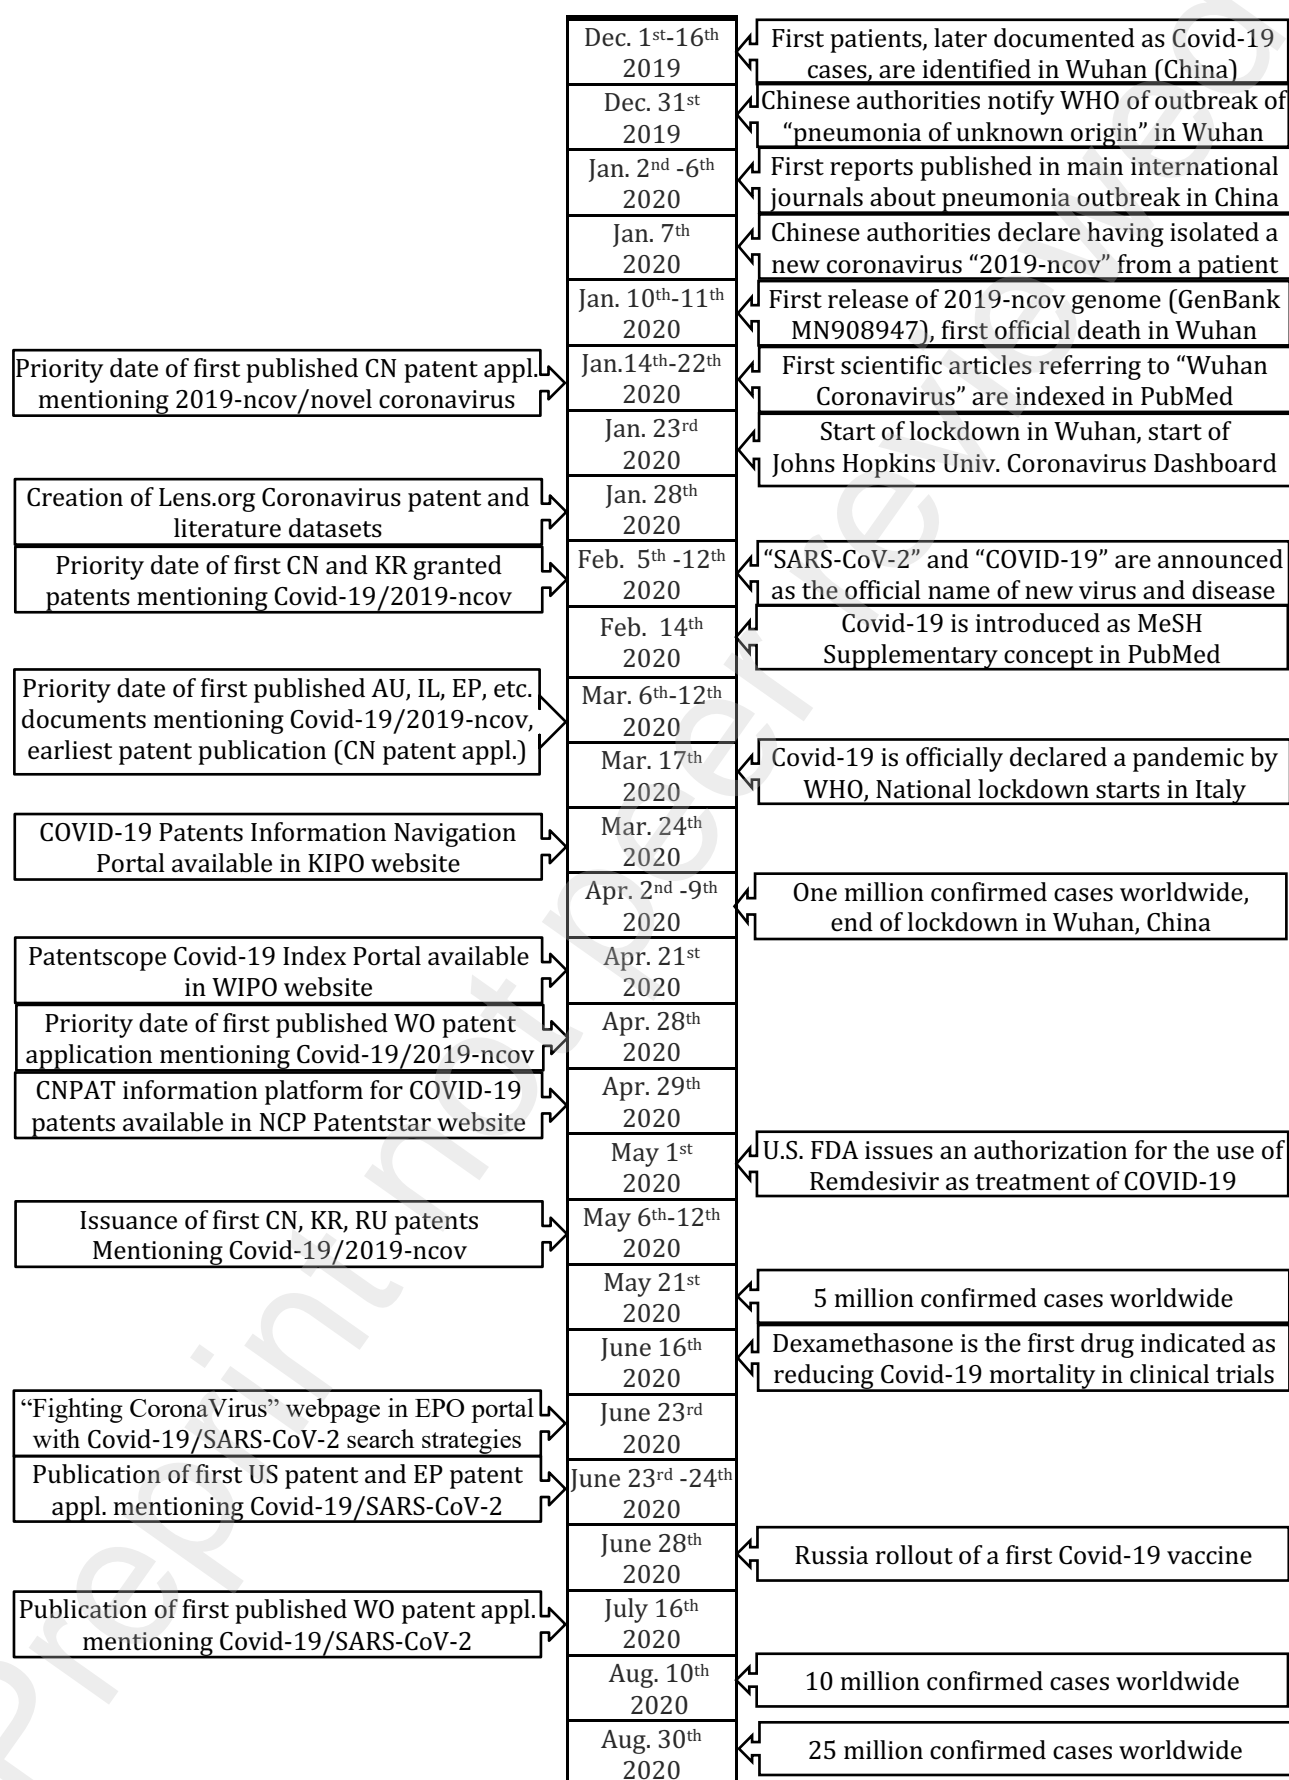 Dec. 1st-16th
2019
First patients, later documented as Covid-19
cases, are identified in Wuhan (China)
Dec. 31st
2019
Chinese authorities notify WHO of outbreak of
“pneumonia of unknown origin” in Wuhan
Jan. 2nd -6th
2020
First reports published in main international
journals about pneumonia outbreak in China
Jan. 7th
2020
Chinese authorities declare having isolated a
new coronavirus “2019-ncov” from a patient
Jan. 10th-11th
2020
First release of 2019-ncov genome (GenBank
MN908947), first official death in Wuhan
Priority date of first published CN patent appl.
mentioning 2019-ncov/novel coronavirus
Jan.14th-22th
2020
First scientific articles referring to “Wuhan
Coronavirus” are indexed in PubMed
Jan. 23rd
2020
Start of lockdown in Wuhan, start of
Johns Hopkins Univ. Coronavirus Dashboard
Creation of Lens.org Coronavirus patent and
literature datasets
Jan. 28th
2020
Priority date of first CN and KR granted
patents mentioning Covid-19/2019-ncov
Feb. 5th -12th
2020
“SARS-CoV-2” and “COVID-19” are announced
as the official name of new virus and disease
Feb. 14th
2020
Covid-19 is introduced as MeSH
Supplementary concept in PubMed
Priority date of first published AU, IL, EP, etc.
documents mentioning Covid-19/2019-ncov,
earliest patent publication (CN patent appl.)
Mar. 6th-12th
2020
Mar. 17th
2020
Covid-19 is officially declared a pandemic by
WHO, National lockdown starts in Italy
COVID-19 Patents Information Navigation
Portal available in KIPO website
Mar. 24th
2020
Apr. 2nd -9th
2020
One million confirmed cases worldwide,
end of lockdown in Wuhan, China
Patentscope Covid-19 Index Portal available
in WIPO website
Apr. 21st
2020
Priority date of first published WO patent
application mentioning Covid-19/2019-ncov
Apr. 28th
2020
CNPAT information platform for COVID-19
patents available in NCP Patentstar website
Apr. 29th
2020
May 1st
2020
U.S. FDA issues an authorization for the use of
Remdesivir as treatment of COVID-19
Issuance of first CN, KR, RU patents
Mentioning Covid-19/2019-ncov
May 6th-12th
2020
May 21st
2020
5 million confirmed cases worldwide
June 16th
2020
Dexamethasone is the first drug indicated as
reducing Covid-19 mortality in clinical trials
“Fighting CoronaVirus” webpage in EPO portal
with Covid-19/SARS-CoV-2 search strategies
June 23rd
2020
Publication of first US patent and EP patent
appl. mentioning Covid-19/SARS-CoV-2
June 23rd -24th
2020
June 28th
2020
Russia rollout of a first Covid-19 vaccine
Publication of first published WO patent appl.
mentioning Covid-19/SARS-CoV-2
July 16th
2020
Aug. 10th
2020
10 million confirmed cases worldwide
Aug. 30th
2020
25 million confirmed cases worldwide
Preprint not peer reviewed